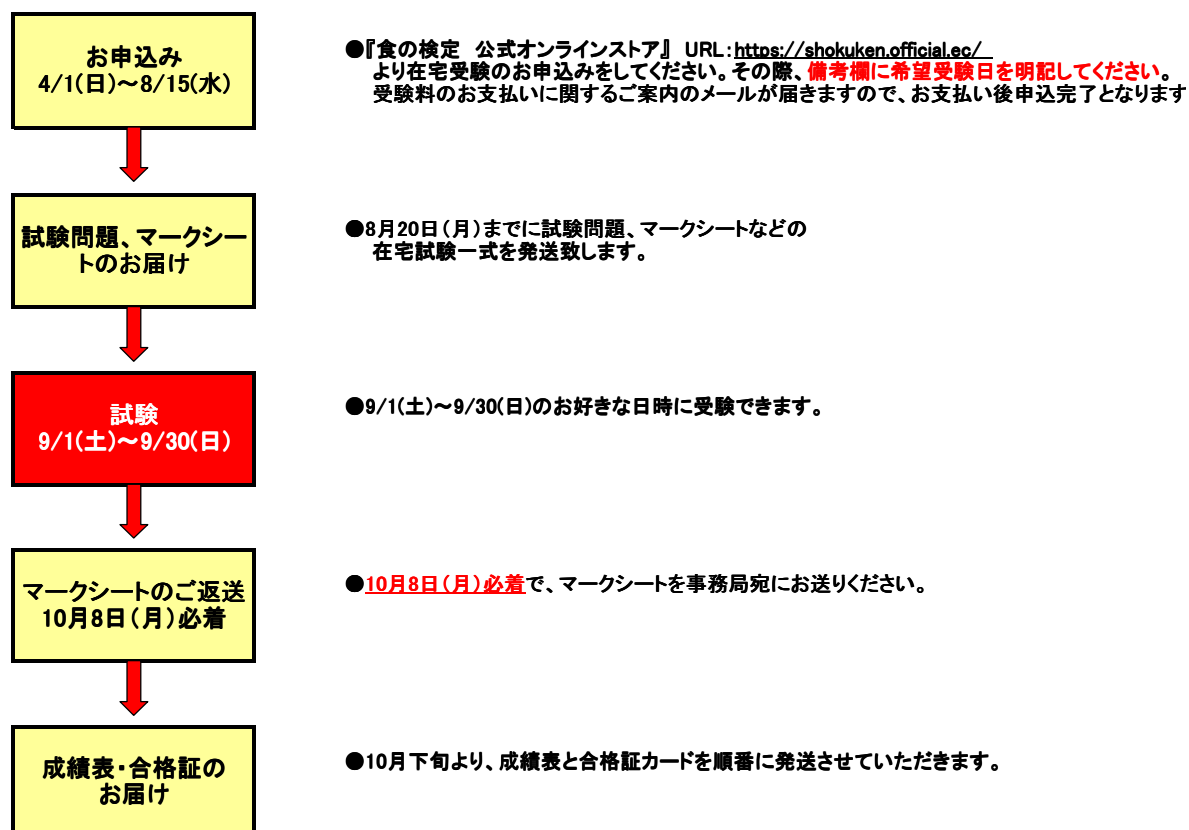 お申込み
4/1(日)～8/15(水)
●『食の検定　公式オンラインストア』 URL：https://shokuken.official.ec/
より在宅受験のお申込みをしてください。その際、備考欄に希望受験日を明記してください。
受験料のお支払いに関するご案内のメールが届きますので、お支払い後申込完了となります
試験問題、マークシー
トのお届け
●8月20日（月）までに試験問題、マークシートなどの
在宅試験一式を発送致します。
試験
9/1(土)～9/30(日)
●9/1(土)～9/30(日)のお好きな日時に受験できます。
マークシートのご返送
10月8日（月）必着
●10月8日（月）必着で、マークシートを事務局宛にお送りください。
成績表・合格証の
お届け
●10月下旬より、成績表と合格証カードを順番に発送させていただきます。